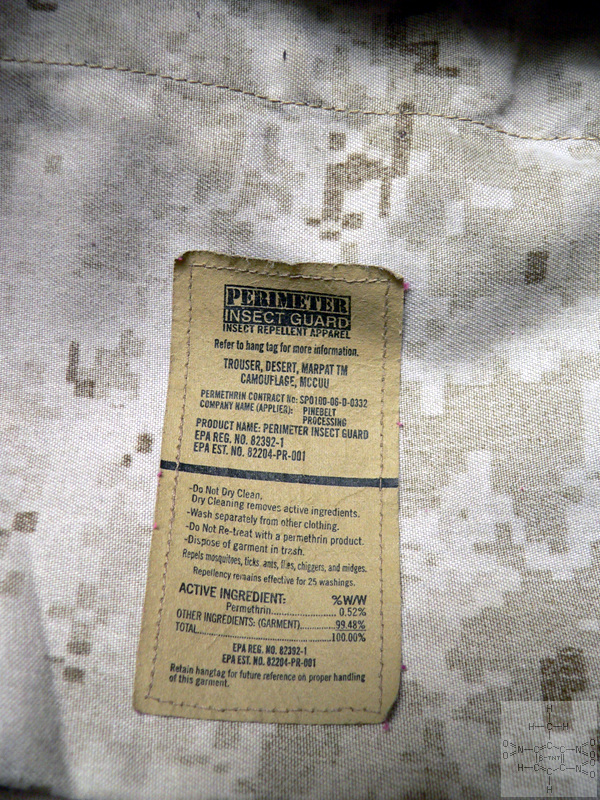 PERIMETER
INSECT GUARD
INSECT REPELLENT APPAREL
Refer to hang tag for more information.
TROUSER, DESERT, MARPAT TM
CAMOUFLAGE, MCCUU
PERMETHRIN CONTRACT No: SPO100-06-D-0332
COMPANY NAME (APPLIER): PINEBELT
PROCESSING
PRODUCT NAME: PERIMETER INSECT GUARD
EPA REG. NO. 82392-1
EPA EST. NO. 82204-PR-001
-Do Not Dry Clean,
Dry Cleaning removes active ingredients.
-Wash separately from other clothing.
-Do Not Re-treat with a permethrin product.
-Dispose of garment in trash.
Repels mosquitoes, ticks, ants, flies, chiggers, and midges.
Repellency remains effective for 25 washings.
ACTIVE INGREDIENT: %W/W
Permethrin........................ 0.52%
OTHER INGREDIENTS: (GARMENT)................ 99.48%
TOTAL........................................ 100.00%
EPA REG. NO. 82392-1
EPA EST. NO. 82204-PR-001
Retain hangtag for future reference on proper handling
of this garment.